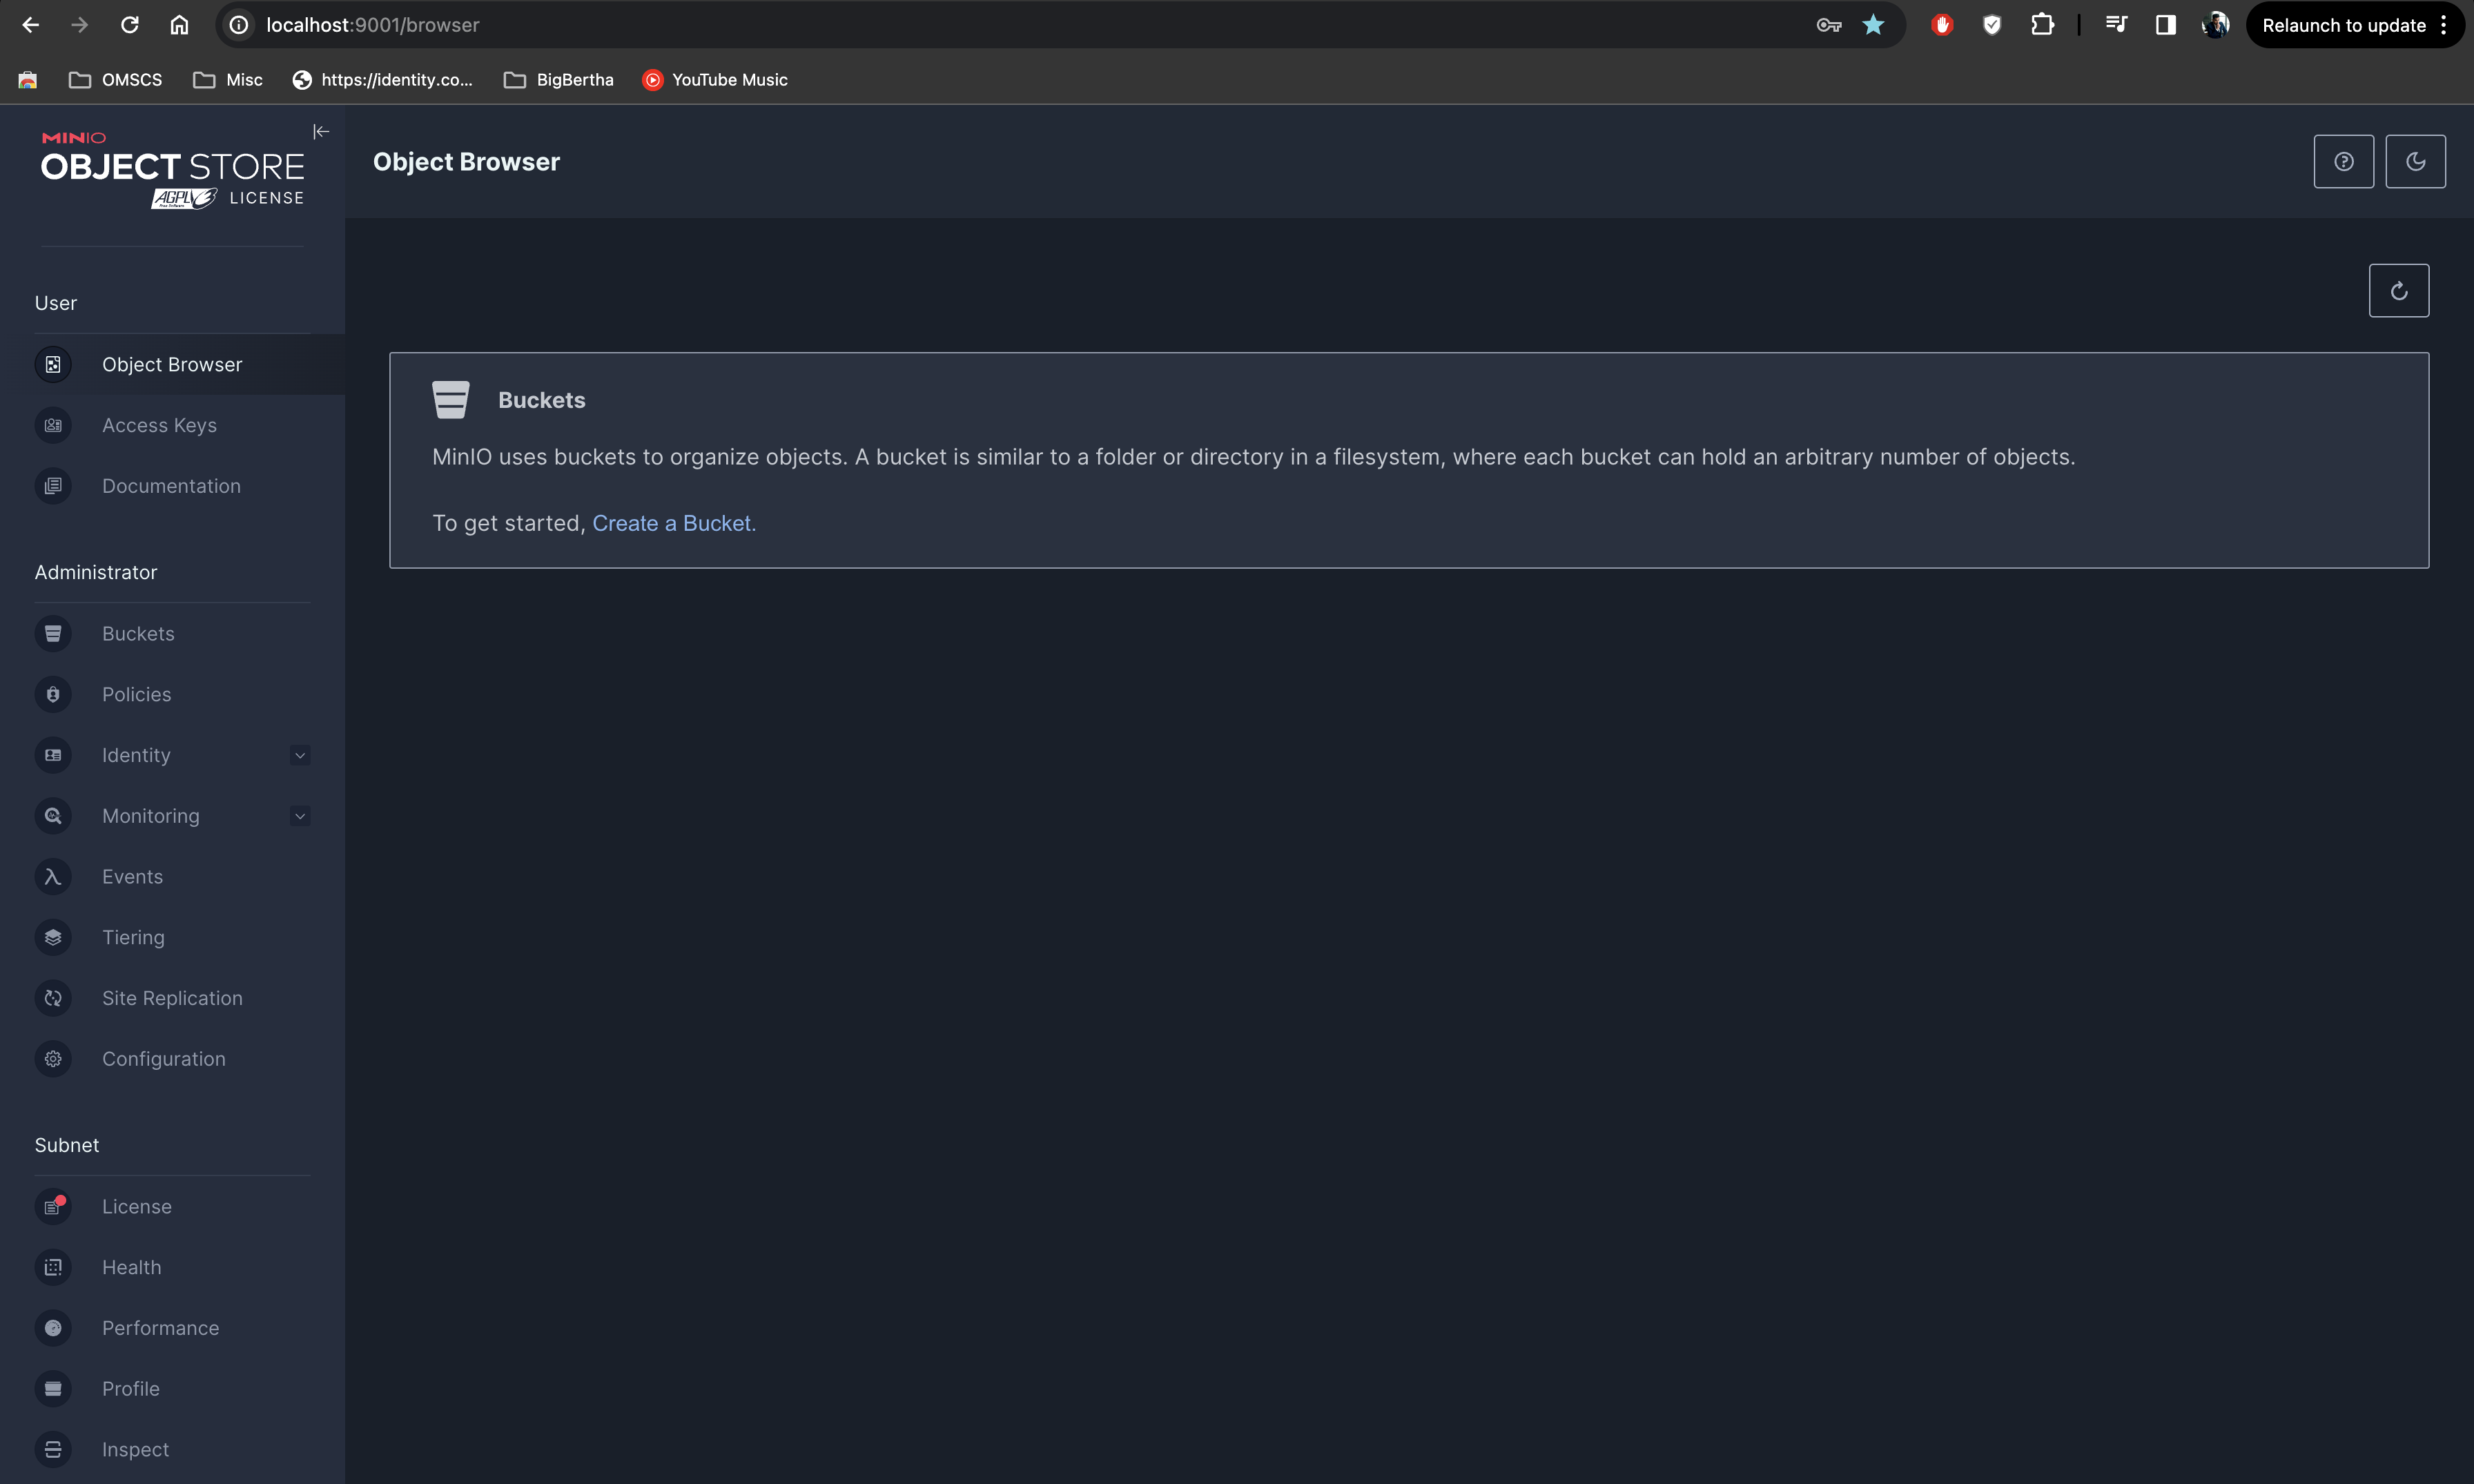 localhost:9001/browser
Relaunch to update
OMSCS
Misc
https://identity.co...
BigBertha
YouTube Music
MINIO
OBJECT STORE
AGPL v3 LICENSE
Object Browser
User
Object Browser
Access Keys
Documentation
Administrator
Buckets
Policies
Identity
Monitoring
Events
Tiering
Site Replication
Configuration
Subnet
License
Health
Performance
Profile
Inspect
Buckets
MinIO uses buckets to organize objects. A bucket is similar to a folder or directory in a filesystem, where each bucket can hold an arbitrary number of objects.
To get started, Create a Bucket.